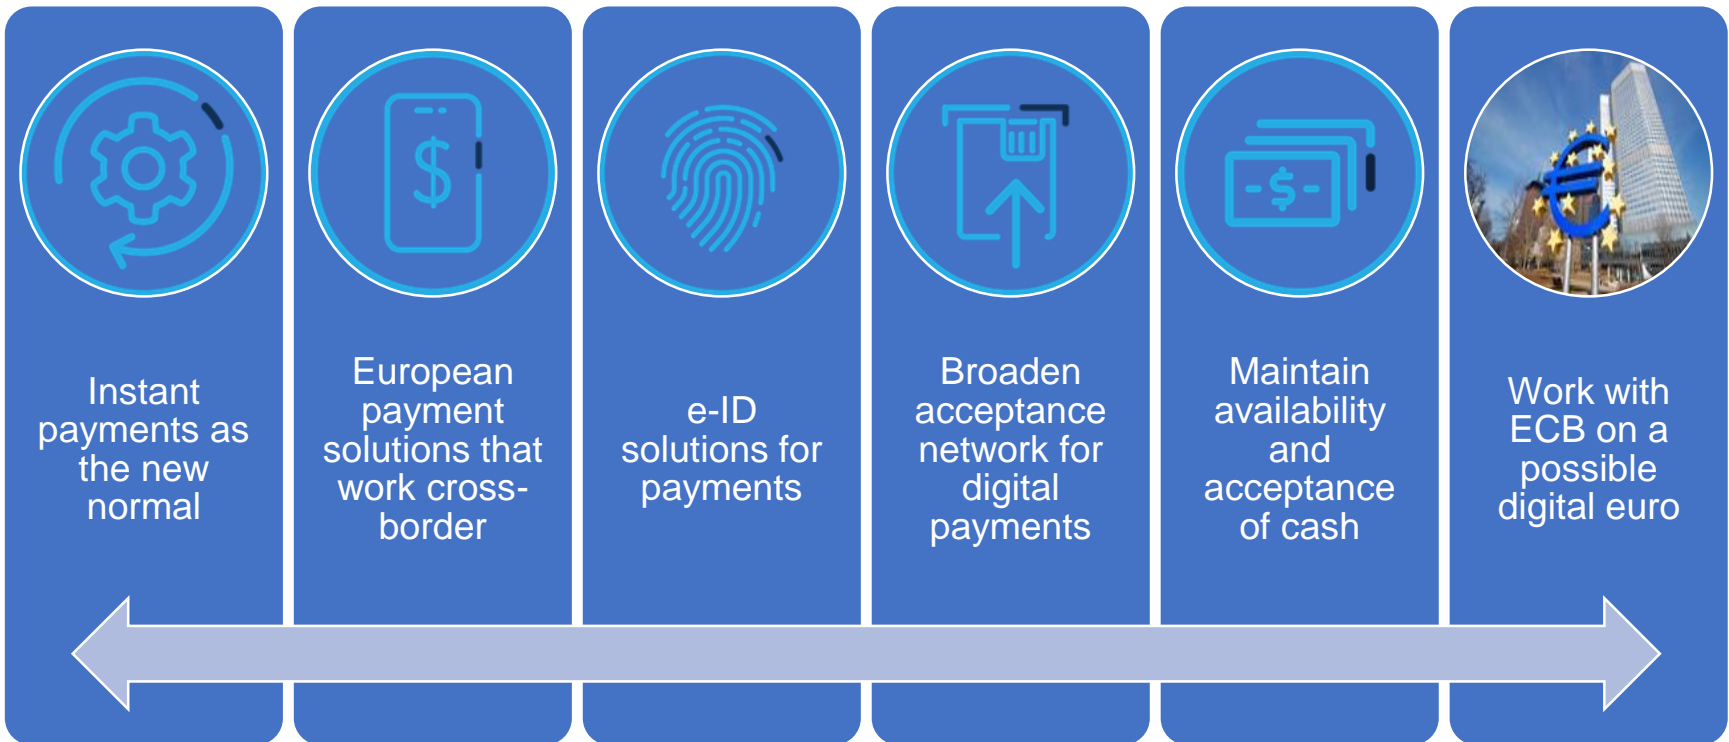 Instant
payments as
the new
normal
European
payment
solutions that
work cross-
border
e-ID
solutions for
payments
Broaden
acceptance
network for
digital
payments
Maintain
availability
and
acceptance
of cash
Work with
ECB on a
possible
digital euro